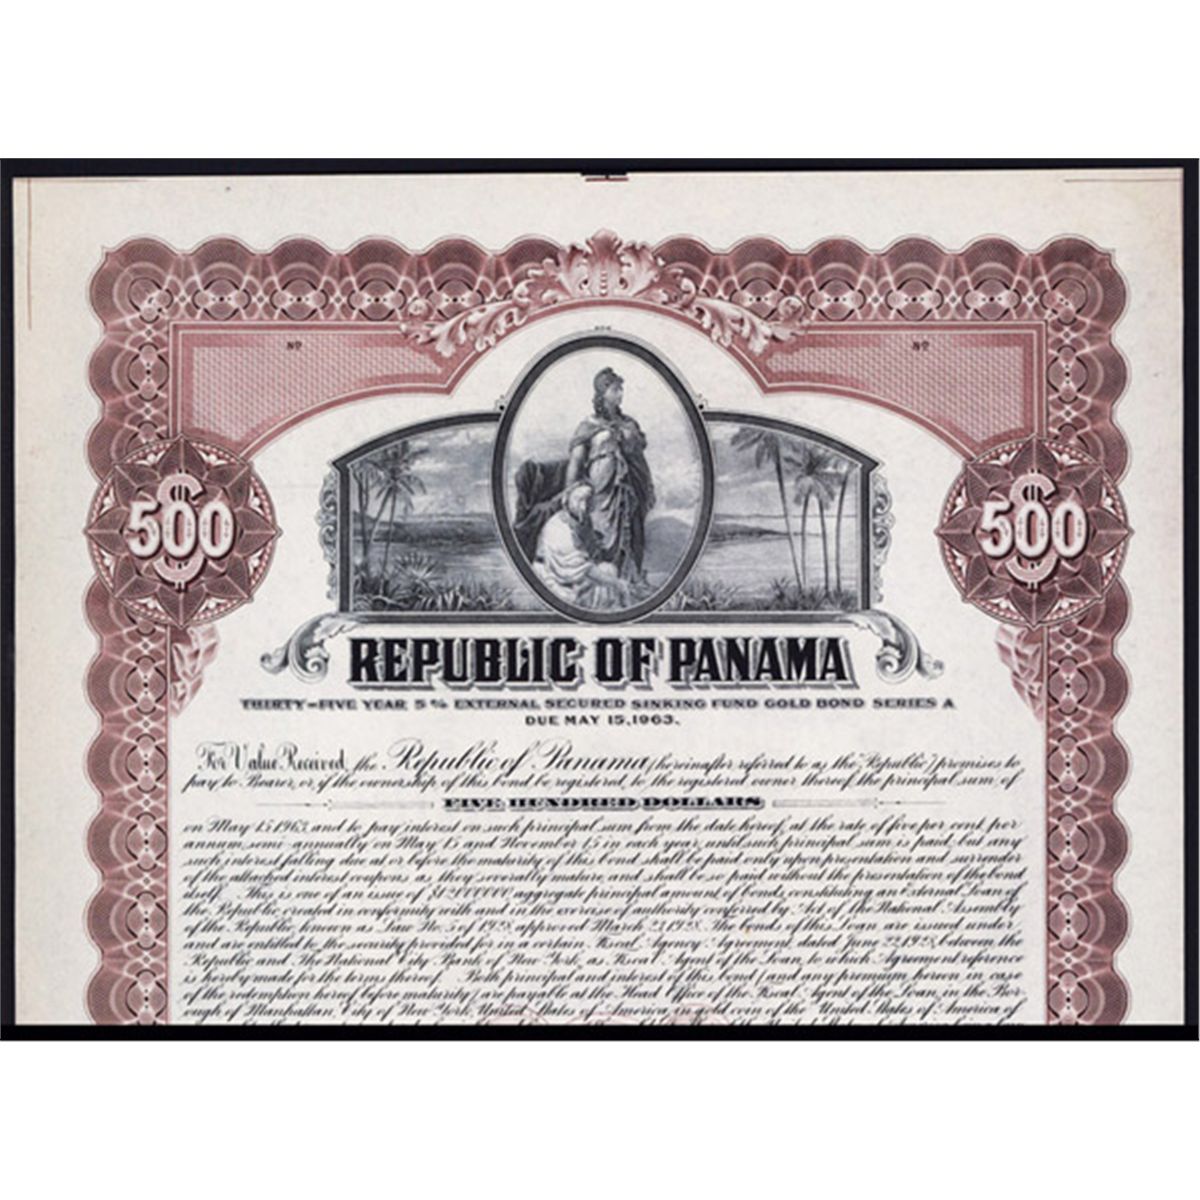 Nº Nº
$500 $500
REPUBLIC OF PANAMA
THIRTY-FIVE YEAR 5% EXTERNAL SECURED SINKING FUND GOLD BOND SERIES A
DUE MAY 15, 1963.
For Value Received, the Republic of Panama (hereinafter referred to as the "Republic") promises to
pay to Bearer, or, if the ownership of this bond be registered, to the registered owner thereof, the principal sum of
FIVE HUNDRED DOLLARS
on May 15, 1963, and to pay interest on such principal sum from the date hereof, at the rate of five per cent. per
annum, semi-annually on May 15 and November 15 in each year, until such principal sum is paid, but any
such interest falling due at or before the maturity of this bond shall be paid only upon presentation and surrender
of the attached interest coupons as they severally mature, and shall be so paid without the presentation of the bond
itself. This is one of an issue of $12,000,000, aggregate principal amount of bonds constituting an External Loan of
the Republic, created in conformity with and in the exercise of authority conferred by Act of the National Assembly
of the Republic, known as Law No. 5 of 1928, approved March 23, 1928. The bonds of this Loan are issued under
and are entitled to the security provided for in a certain Fiscal Agency Agreement, dated June 22, 1928, between the
Republic and The National City Bank of New York, as Fiscal Agent of the Loan, to which Agreement reference
is hereby made for the terms thereof. Both principal and interest of this bond (and any premium hereon in case
of the redemption hereof before maturity) are payable at the Head Office of the Fiscal Agent of the Loan in the Bor-
ough of Manhattan, City of New York, United States of America, in gold coin of the United States of America of